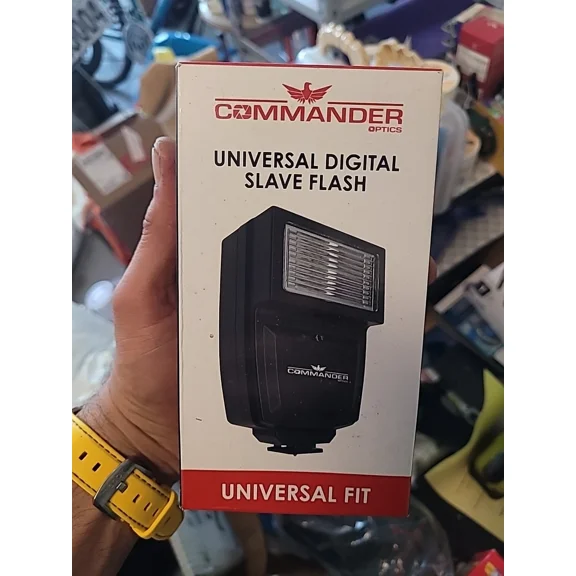 COMMANDER
OPTICS
UNIVERSAL DIGITAL
SLAVE FLASH
COMMANDER
UNIVERSAL FIT